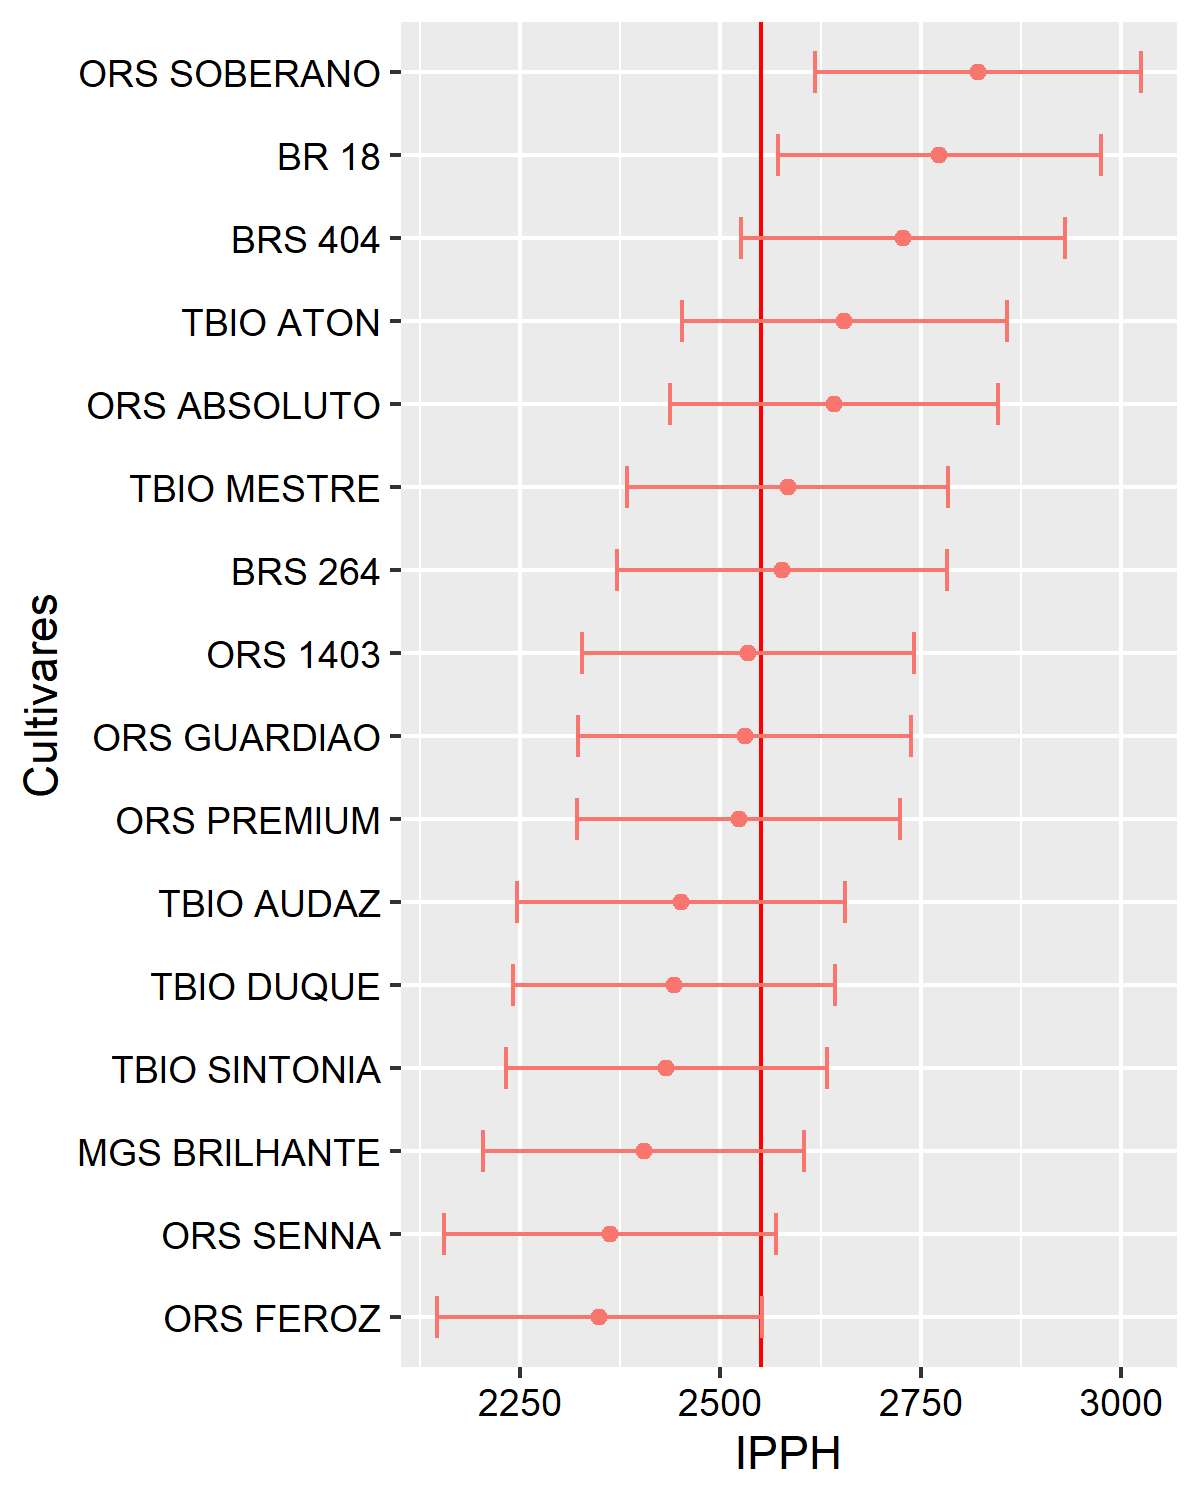 ORS SOBERANO
BR 18
BRS 404
TBIO ATON
ORS ABSOLUTO
TBIO MESTRE
BRS 264
ORS 1403
ORS GUARDIAO
ORS PREMIUM
TBIO AUDAZ
TBIO DUQUE
TBIO SINTONIA
MGS BRILHANTE
ORS SENNA
ORS FEROZ
Cultivares
2250 2500 2750 3000
IPPH